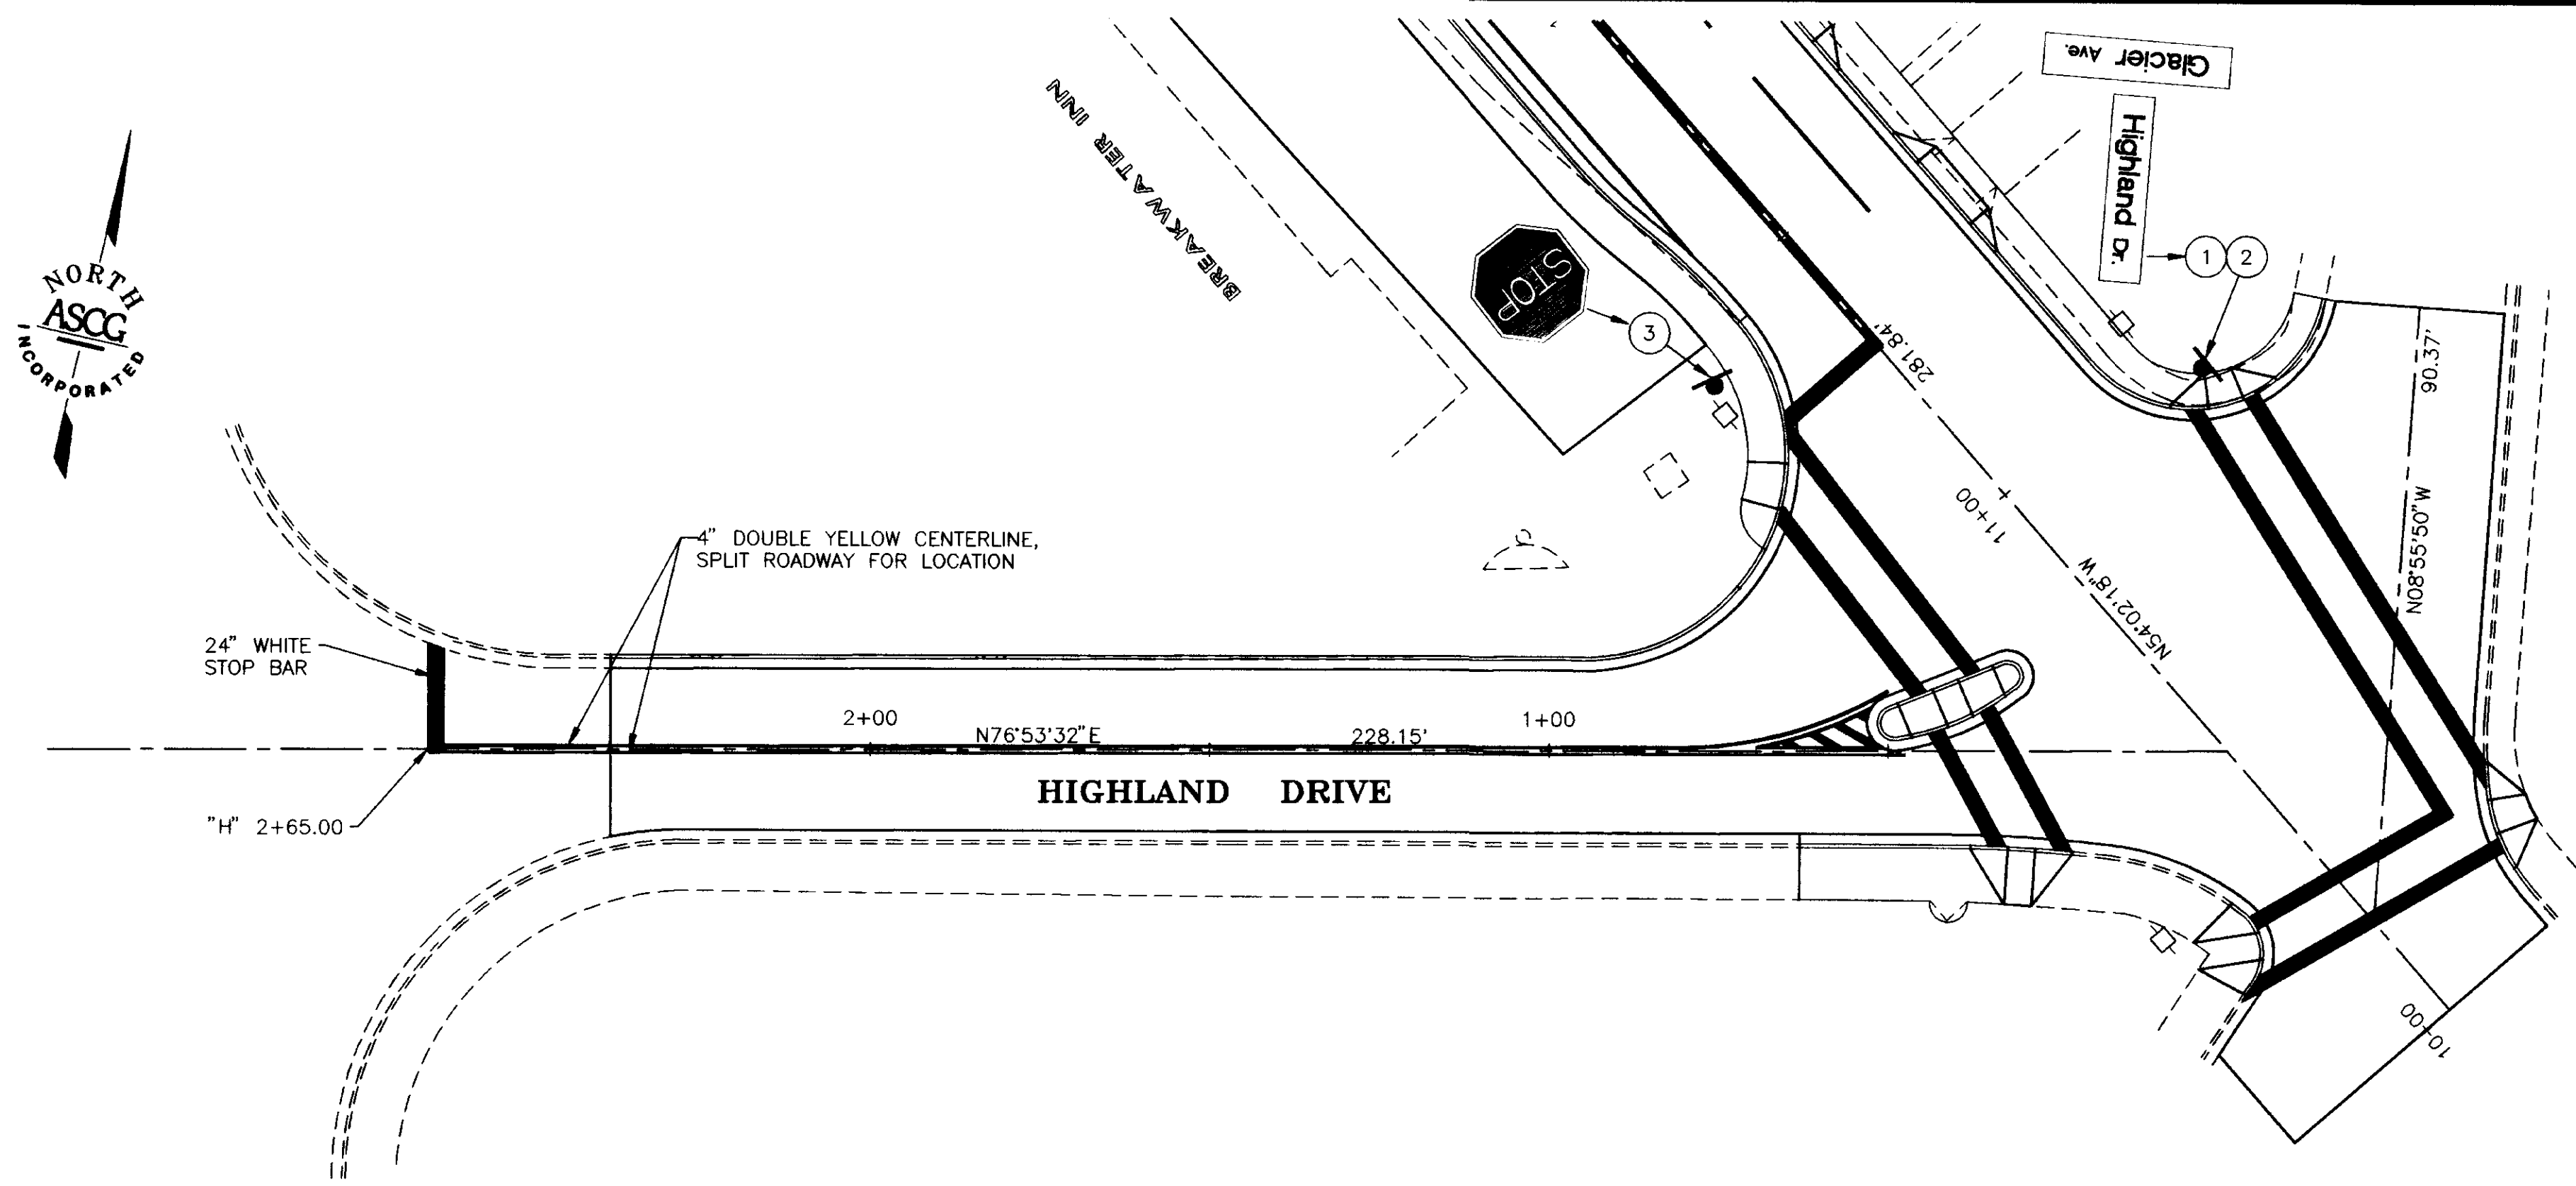 Glacier Ave.
Highland Dr.
1
2
BREAKWATER INN
STOP
3
NORTH
ASCG
INCORPORATED
281.84'
90.37'
11+00
N08°55'50"W
N54°02'18"W
4" DOUBLE YELLOW CENTERLINE,
SPLIT ROADWAY FOR LOCATION
24" WHITE
STOP BAR
2+00
1+00
N76°53'32"E
228.15'
HIGHLAND DRIVE
"H" 2+65.00
10+00